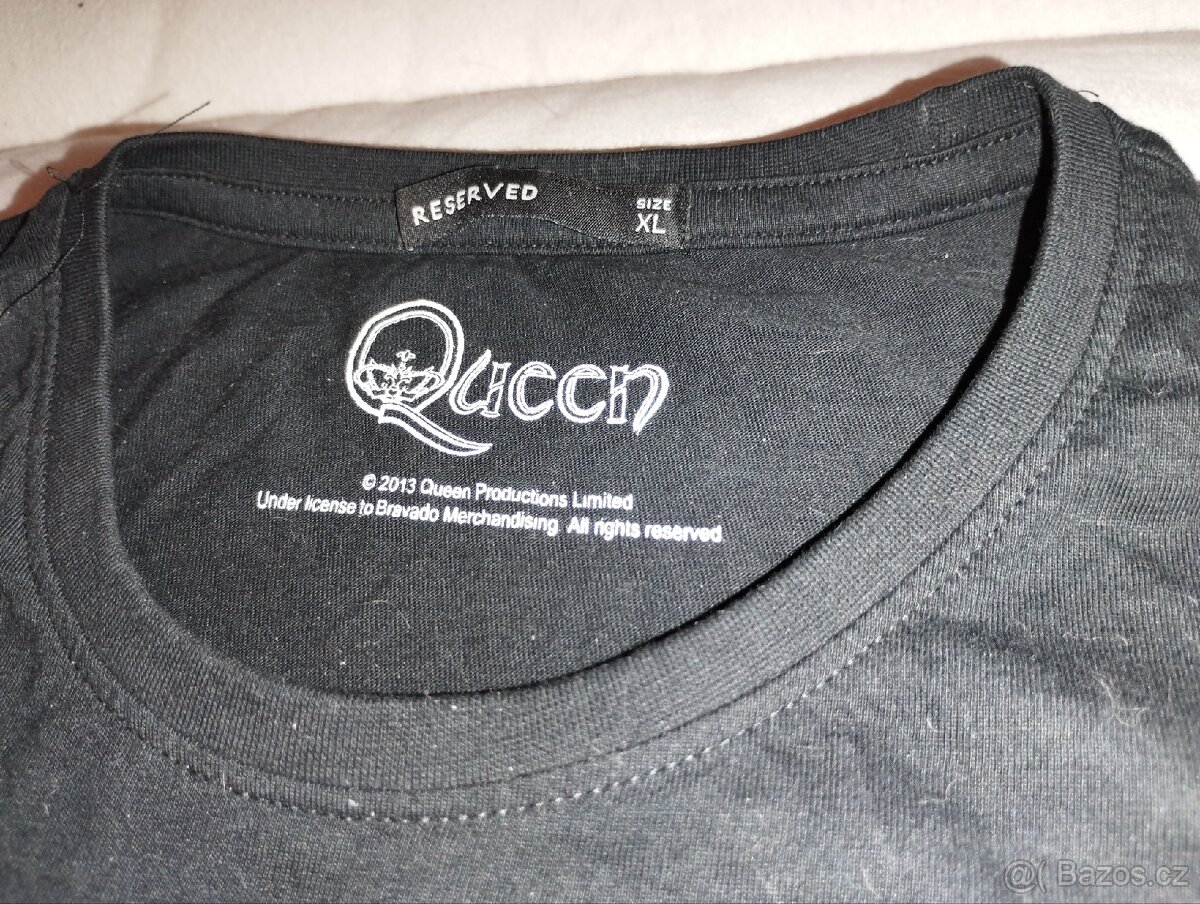 RESERVED
SIZE
XL
Queen
© 2013 Queen Productions Limited
Under license to Bravado Merchandising All rights reserved
@( Bazos.cz